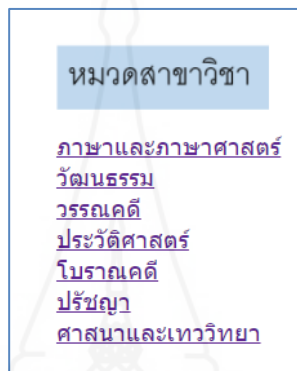 หมวดสาขาวิชา
ภาษาและภาษาศาสตร์
วัฒนธรรม
วรรณคดี
ประวัติศาสตร์
โบราณคดี
ปรัชญา
ศาสนาและเทววิทยา